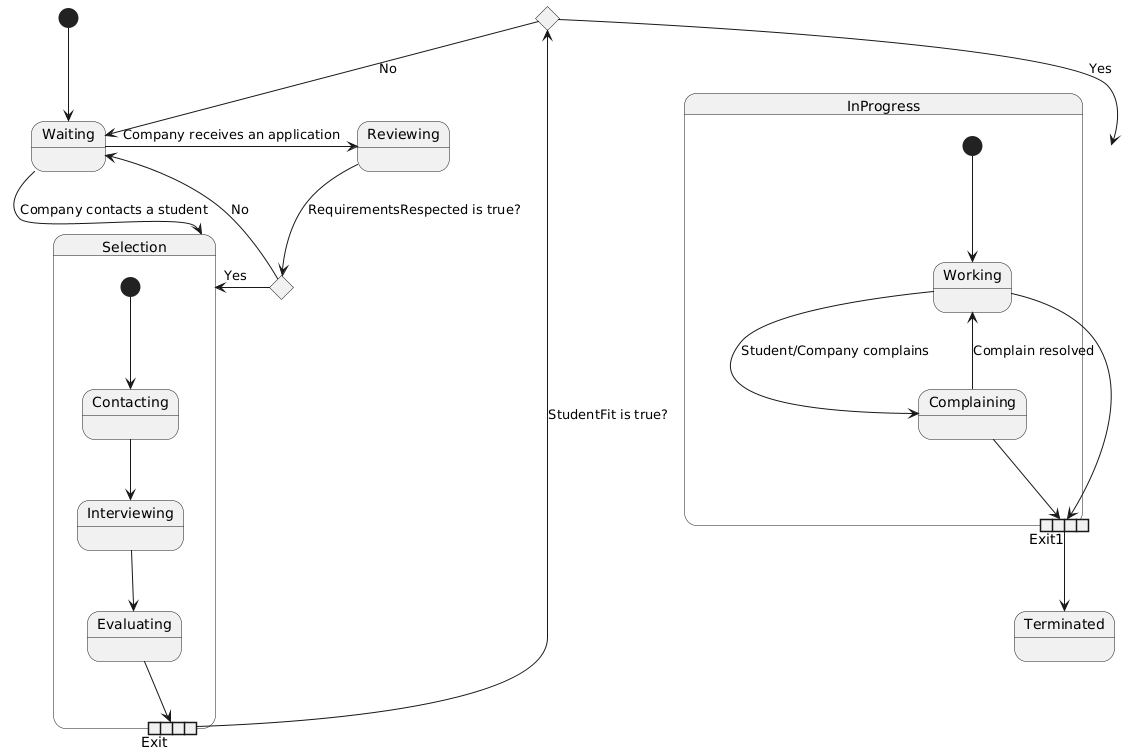 No
Yes
InProgress
Waiting
Company receives an application
Reviewing
Company contacts a student
No
RequirementsRespected is true?
Selection
Yes
Working
Student/Company complains
Complain resolved
Contacting
Complaining
StudentFit is true?
Interviewing
Exit1
Evaluating
Terminated
Exit